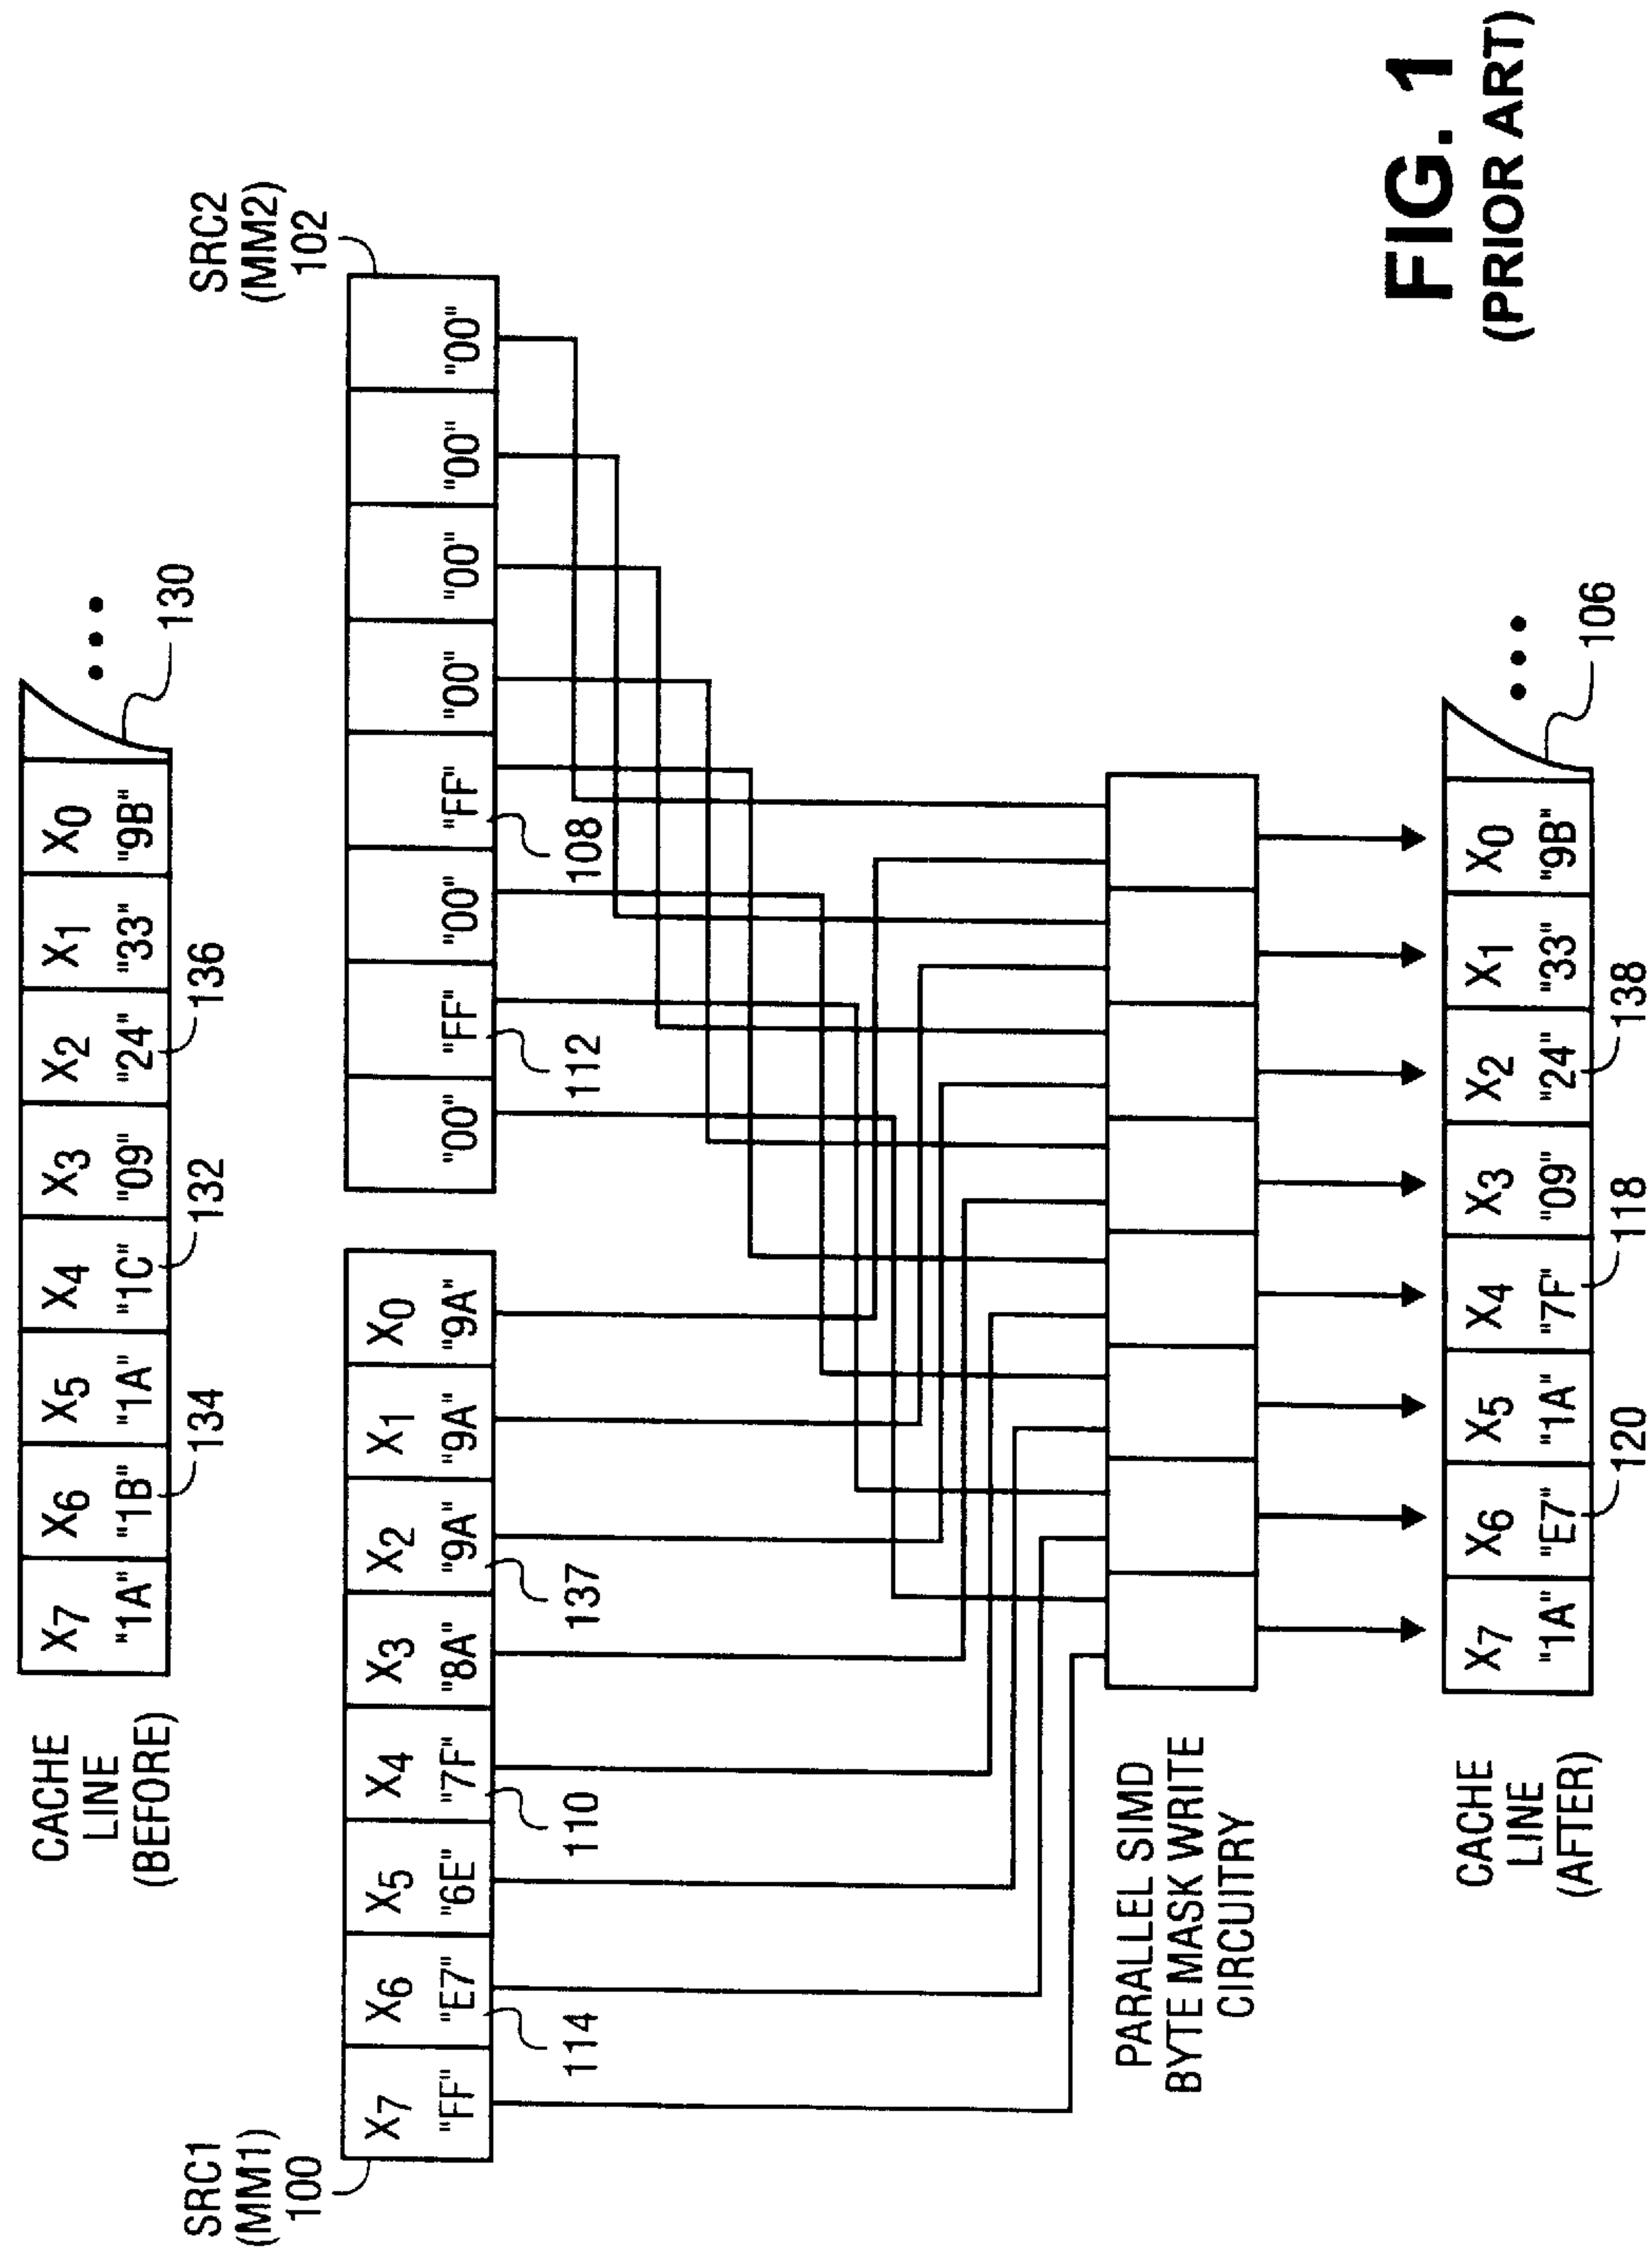 CACHE
LINE
(BEFORE)
X7 X6 X5 X4 X3 X2 X1 X0
"1A" "1B" "1A" "1C" "09" "24" "33" "9B"
134 132 136 130
SRC1
(MM1)
100
X7 X6 X5 X4 X3 X2 X1 X0
"FF" "E7" "6E" "7F" "8A" "9A" "9A" "9A"
114 110 137
SRC2
(MM2)
102
"00" "FF" "00" "FF" "00" "00" "00" "00"
112 108
PARALLEL SIMD
BYTE MASK WRITE
CIRCUITRY
CACHE
LINE
(AFTER)
X7 X6 X5 X4 X3 X2 X1 X0
"1A" "E7" "1A" "7F" "09" "24" "33" "9B"
120 118 138 106
FIG. 1
(PRIOR ART)